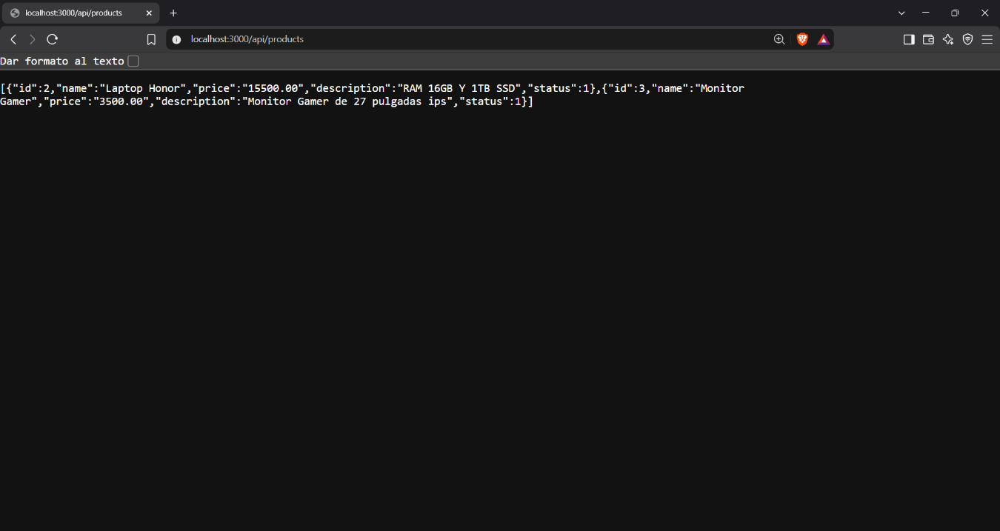 localhost:3000/api/products
localhost:3000/api/products
Dar formato al texto
[{"id":2,"name":"Laptop Honor","price":"15500.00","description":"RAM 16GB Y 1TB SSD","status":1},{"id":3,"name":"Monitor
Gamer","price":"3500.00","description":"Monitor Gamer de 27 pulgadas ips","status":1}]